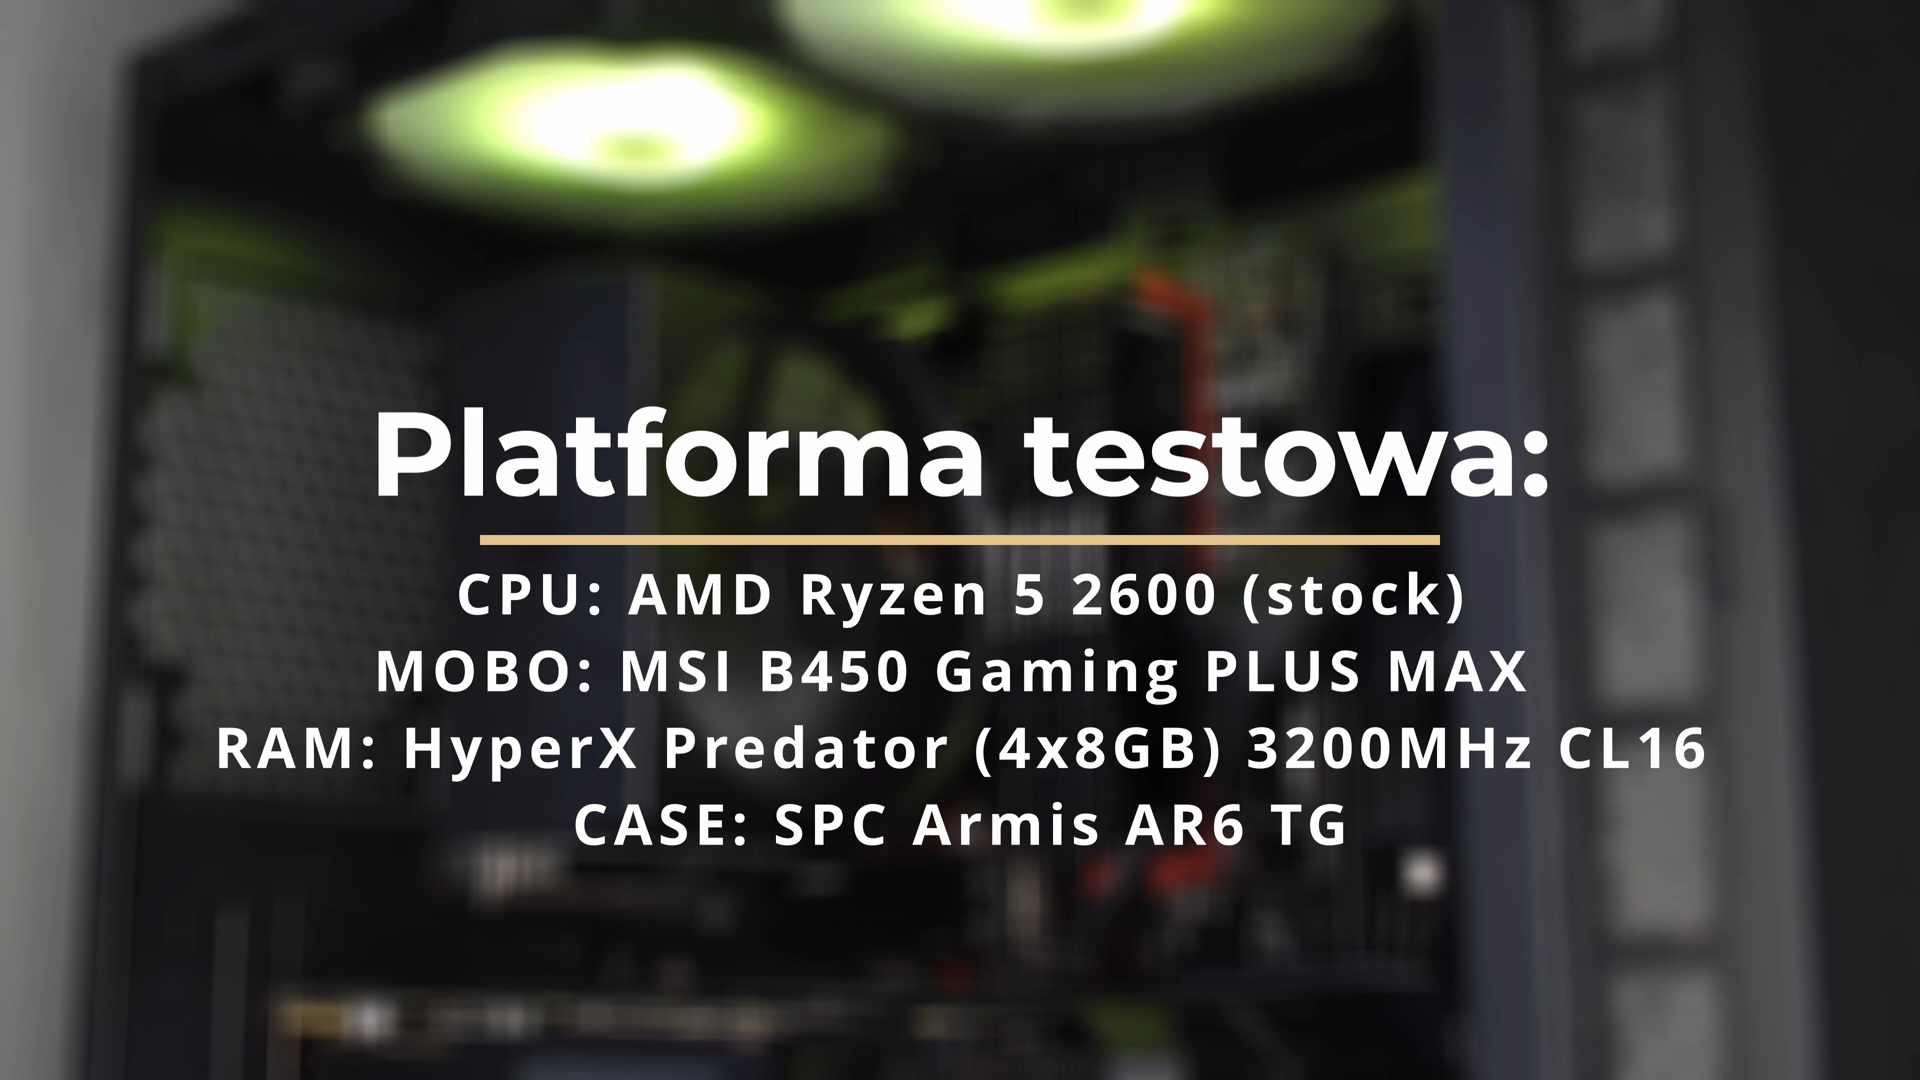 Platforma testowa:
CPU: AMD Ryzen 5 2600 (stock)
MOBO: MSI B450 Gaming PLUS MAX
RAM: HyperX Predator (4x8GB) 3200MHz CL16
CASE: SPC Armis AR6 TG